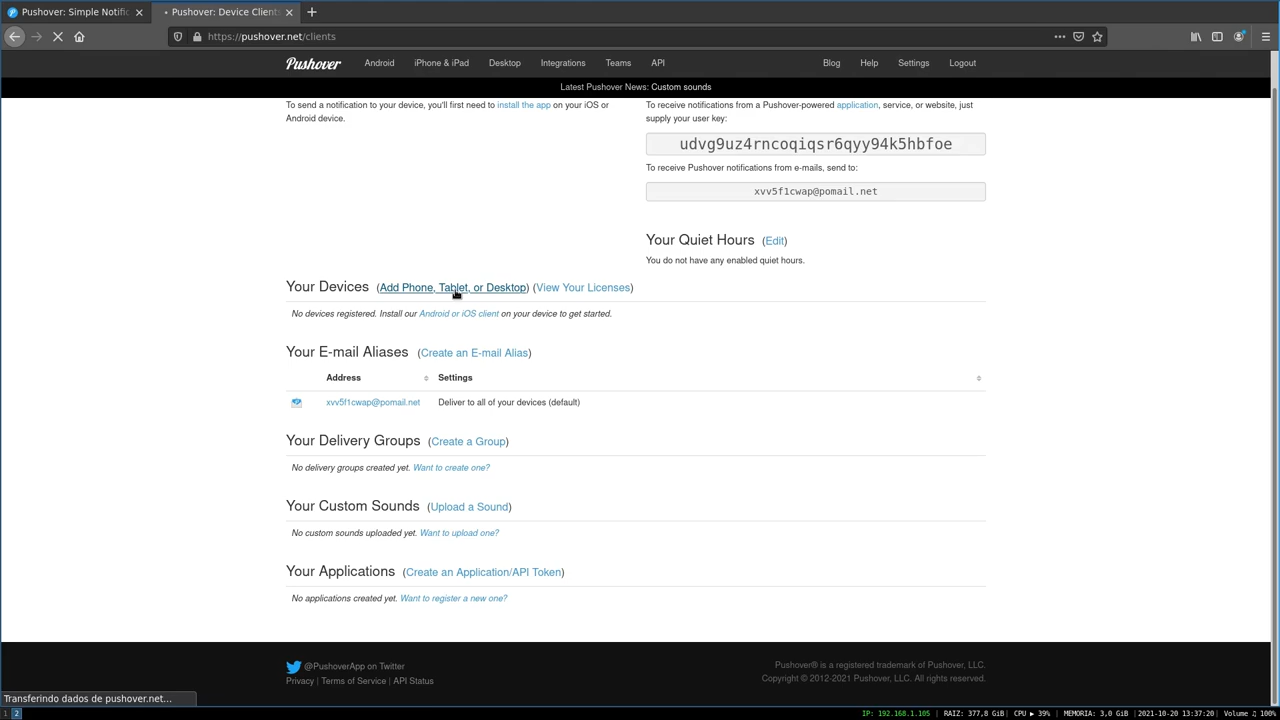 Pushover: Simple Notific
Pushover: Device Clients
https://pushover.net/clients
Pushover
Android
iPhone & iPad
Desktop
Integrations
Teams
API
Blog
Help
Settings
Logout
Latest Pushover News: Custom sounds
To send a notification to your device, you'll first need to install the app on your iOS or
Android device.
To receive notifications from a Pushover-powered application, service, or website, just
supply your user key:
udvg9uz4rncoqiqsr6qyy94k5hbfoe
To receive Pushover notifications from e-mails, send to:
xvv5f1cwap@pomail.net
Your Quiet Hours (Edit)
You do not have any enabled quiet hours.
Your Devices (Add Phone, Tablet, or Desktop) (View Your Licenses)
No devices registered. Install our Android or iOS client on your device to get started.
Your E-mail Aliases (Create an E-mail Alias)
Address Settings
xvv5f1cwap@pomail.net Deliver to all of your devices (default)
Your Delivery Groups (Create a Group)
No delivery groups created yet. Want to create one?
Your Custom Sounds (Upload a Sound)
No custom sounds uploaded yet. Want to upload one?
Your Applications (Create an Application/API Token)
No applications created yet. Want to register a new one?
@PushoverApp on Twitter
Privacy | Terms of Service | API Status
Pushover® is a registered trademark of Pushover, LLC.
Copyright © 2012-2021 Pushover, LLC. All rights reserved.
Transferindo dados de pushover.net...
1 2
IP: 192.168.1.105 | RAIZ: 377,8 GiB | CPU ▶ 39% | MEMORIA: 3,0 GiB | 2021-10-20 13:37:20 | Volume ♫ 100%